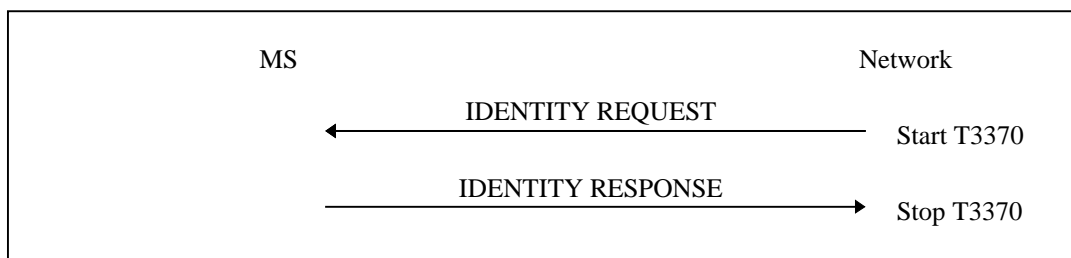 MS
Network
IDENTITY REQUEST
Start T3370
IDENTITY RESPONSE
Stop T3370